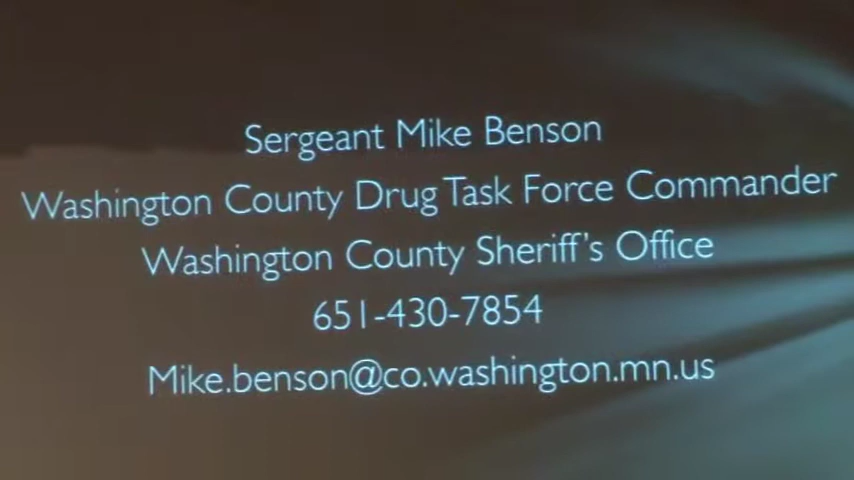 Sergeant Mike Benson
Washington County Drug Task Force Commander
Washington County Sheriff's Office
651-430-7854
Mike.benson@co.washington.mn.us